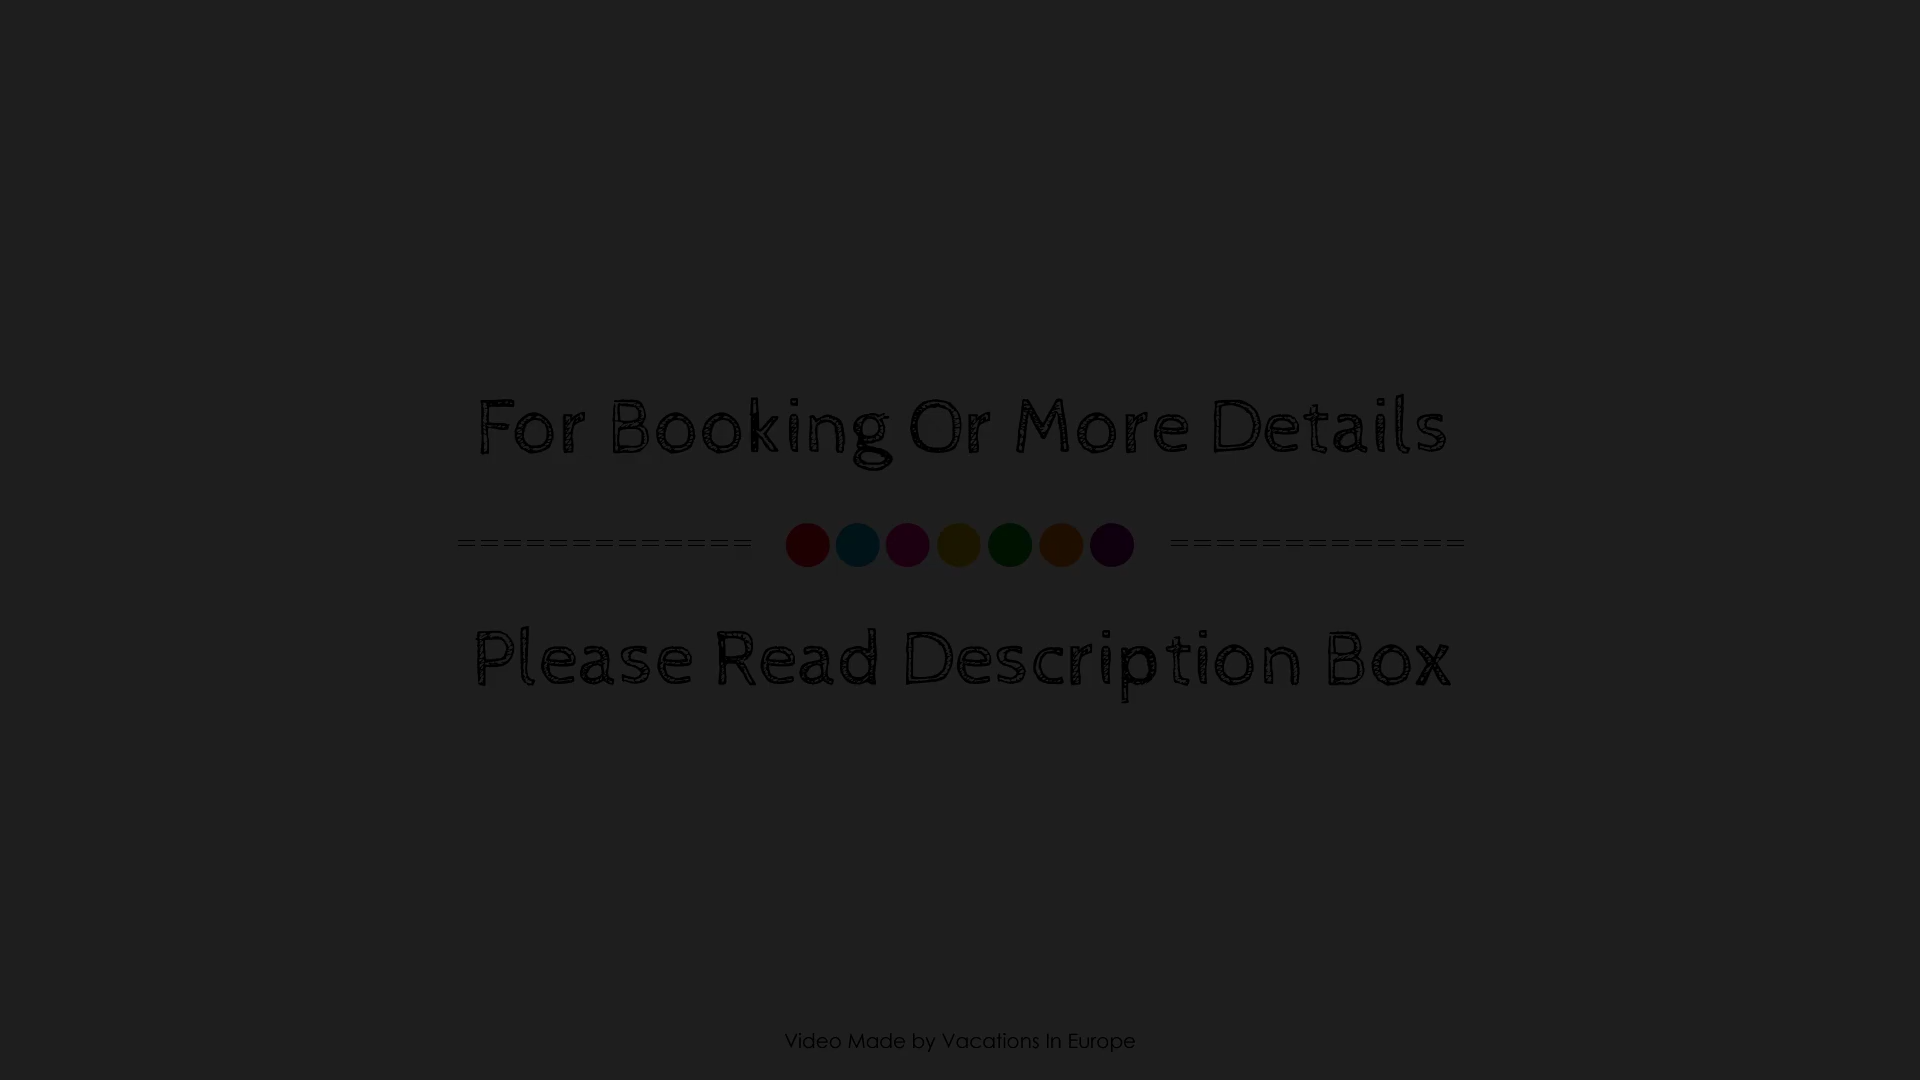 For Booking Or More Details
============= =============
Please Read Description Box
Video Made by Vacations In Europe